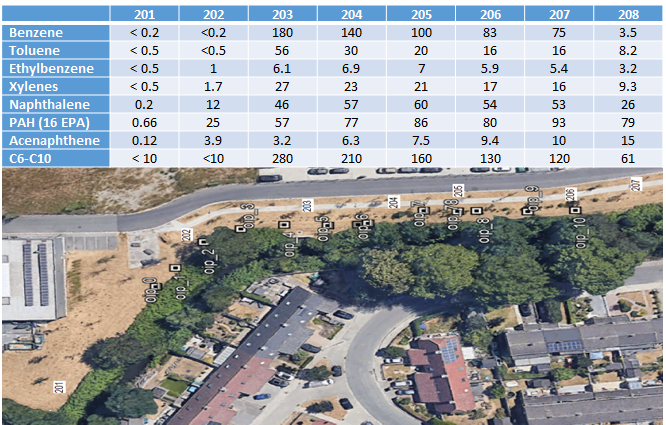 201 202 203 204 205 206 207 208
Benzene < 0.2 <0.2 180 140 100 83 75 3.5
Toluene < 0.5 <0.5 56 30 20 16 16 8.2
Ethylbenzene < 0.5 1 6.1 6.9 7 5.9 5.4 3.2
Xylenes < 0.5 1.7 27 23 21 17 16 9.3
Naphthalene 0.2 12 46 57 60 54 53 26
PAH (16 EPA) 0.66 25 57 77 86 80 93 79
Acenaphthene 0.12 3.9 3.2 6.3 7.5 9.4 10 15
C6-C10 < 10 <10 280 210 160 130 120 61
201
oip_0
oip_1
202
oip_2
oip_3
203
oip_4
oip_5
oip_6
204
oip_7
205
oip_8
oip_9
206
oip_10
207